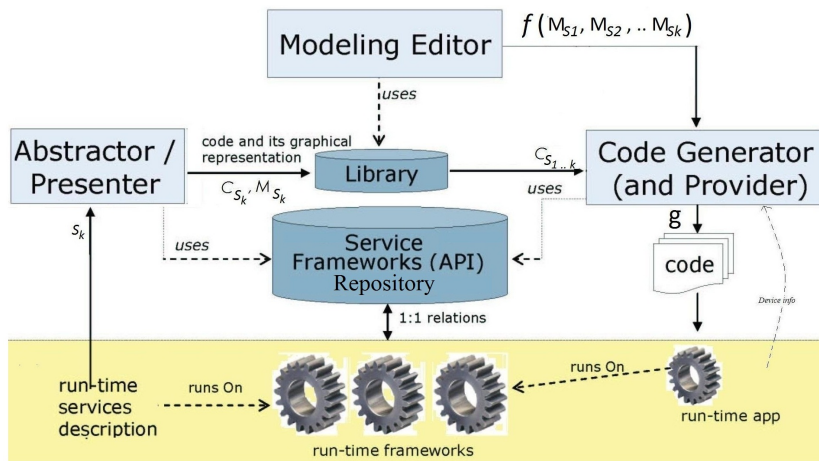 Modeling Editor
f ( MS1, MS2 , .. MSk)
uses
Abstractor /
Presenter
code and its graphical
representation
CSk, MSk
Library
CS1 .. k
Code Generator
(and Provider)
uses
uses
Sk
Service
Frameworks (API)
Repository
g
code
Device info
1:1 relations
run-time
services
description
runs On
runs On
run-time app
run-time frameworks